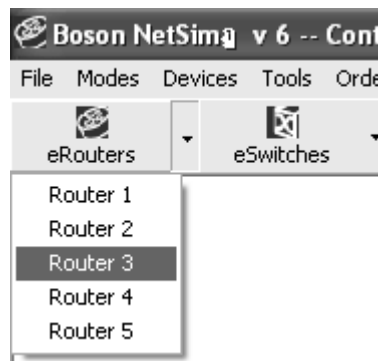 Boson NetSim v 6 -- Cont
File Modes Devices Tools Orde
eRouters eSwitches
Router 1
Router 2
Router 3
Router 4
Router 5